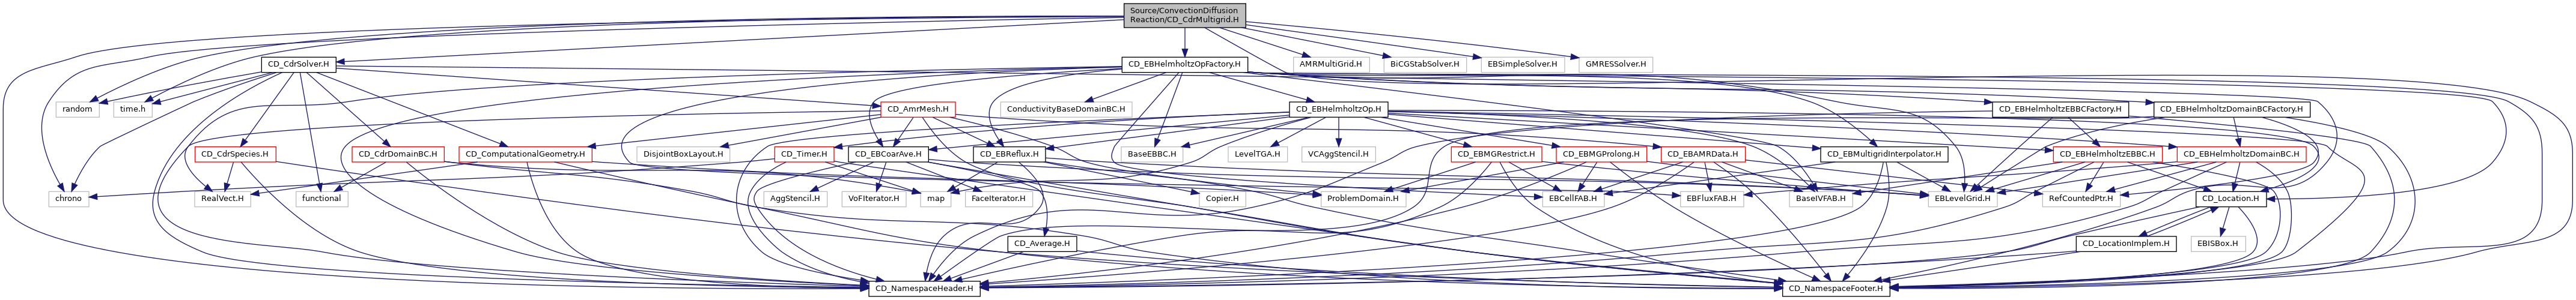 Source/ConvectionDiffusion
Reaction/CD_CdrMultigrid.H
CD_CdrSolver.H
CD_EBHelmholtzOpFactory.H
AMRMultiGrid.H
BiCGStabSolver.H
EBSimpleSolver.H
GMRESSolver.H
random
time.h
CD_AmrMesh.H
ConductivityBaseDomainBC.H
CD_EBHelmholtzOp.H
CD_EBHelmholtzEBBCFactory.H
CD_EBHelmholtzDomainBCFactory.H
CD_CdrSpecies.H
CD_CdrDomainBC.H
CD_ComputationalGeometry.H
DisjointBoxLayout.H
CD_Timer.H
CD_EBCoarAve.H
CD_EBReflux.H
BaseEBBC.H
LevelTGA.H
VCAggStencil.H
CD_EBMGRestrict.H
CD_EBMGProlong.H
CD_EBAMRData.H
CD_EBMultigridInterpolator.H
CD_EBHelmholtzEBBC.H
CD_EBHelmholtzDomainBC.H
chrono
RealVect.H
functional
AggStencil.H
VoFIterator.H
map
FaceIterator.H
Copier.H
ProblemDomain.H
EBCellFAB.H
EBFluxFAB.H
BaseIVFAB.H
EBLevelGrid.H
RefCountedPtr.H
CD_Location.H
CD_Average.H
CD_LocationImplem.H
EBISBox.H
CD_NamespaceHeader.H
CD_NamespaceFooter.H